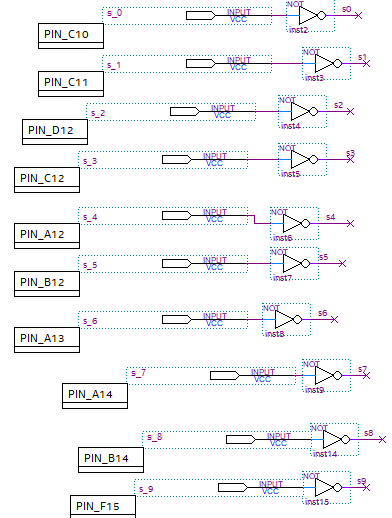 s_0 INPUT VCC NOT inst2 s0
PIN_C10
s_1 INPUT VCC NOT inst3 s1
PIN_C11
s_2 INPUT VCC NOT inst4 s2
PIN_D12
s_3 INPUT VCC NOT inst5 s3
PIN_C12
s_4 INPUT VCC NOT inst6 s4
PIN_A12
s_5 INPUT VCC NOT inst7 s5
PIN_B12
s_6 INPUT VCC NOT inst8 s6
PIN_A13
s_7 INPUT VCC NOT inst9 s7
PIN_A14
s_8 INPUT VCC NOT inst14 s8
PIN_B14
s_9 INPUT VCC NOT inst15 s9
PIN_F15